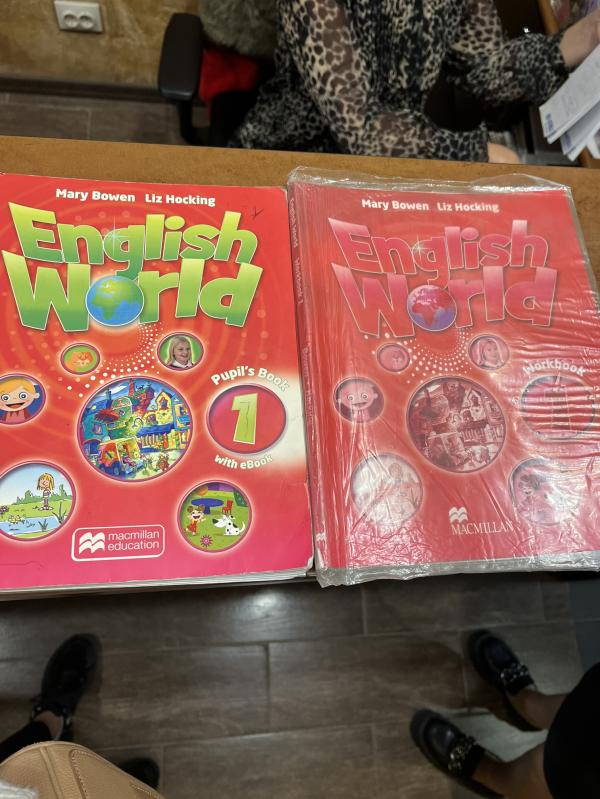 Mary Bowen Liz Hocking
English
World
Pupil's Book
1
with eBook
macmillan
education
Mary Bowen Liz Hocking
English
World
Workbook
1
MACMILLAN